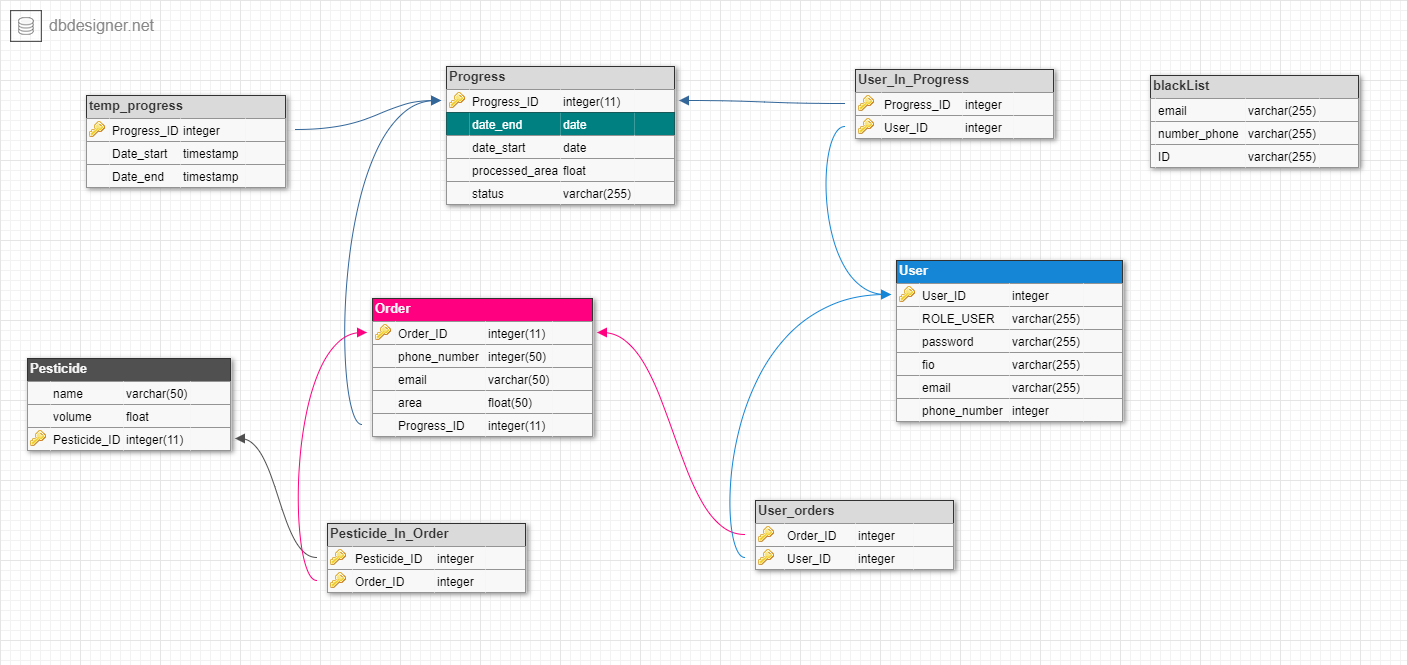 dbdesigner.net
temp_progress
Progress_ID integer
Date_start timestamp
Date_end timestamp
Progress
Progress_ID integer(11)
date_end date
date_start date
processed_area float
status varchar(255)
User_In_Progress
Progress_ID integer
User_ID integer
blackList
email varchar(255)
number_phone varchar(255)
ID varchar(255)
User
User_ID integer
ROLE_USER varchar(255)
password varchar(255)
fio varchar(255)
email varchar(255)
phone_number integer
Order
Order_ID integer(11)
phone_number integer(50)
email varchar(50)
area float(50)
Progress_ID integer(11)
Pesticide
name varchar(50)
volume float
Pesticide_ID integer(11)
Pesticide_In_Order
Pesticide_ID integer
Order_ID integer
User_orders
Order_ID integer
User_ID integer